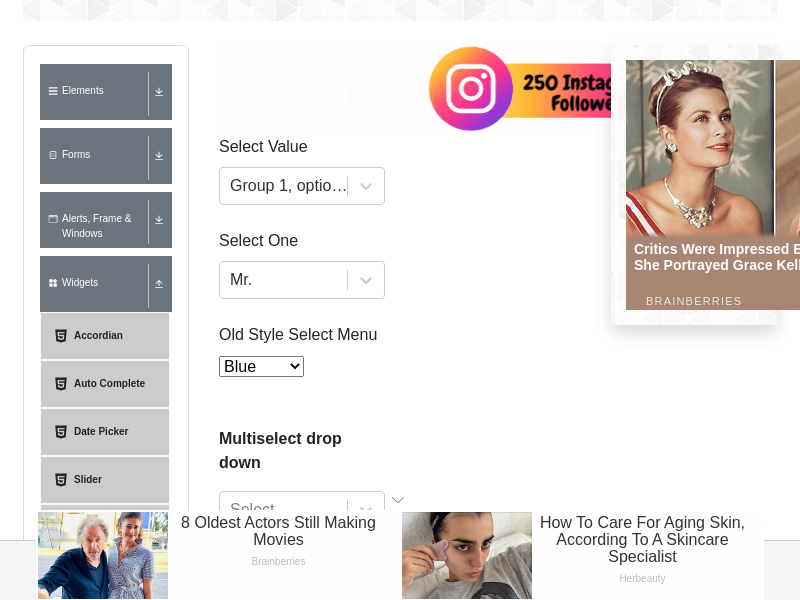 Elements
Forms
Alerts, Frame &
Windows
Widgets
Accordian
Auto Complete
Date Picker
Slider
250 Instag
Followe
Select Value
Group 1, optio...
Select One
Mr.
Old Style Select Menu
Blue
Multiselect drop
down
Select...
Critics Were Impressed
She Portrayed Grace Kell
BRAINBERRIES
8 Oldest Actors Still Making
Movies
Brainberries
How To Care For Aging Skin,
According To A Skincare
Specialist
Herbeauty